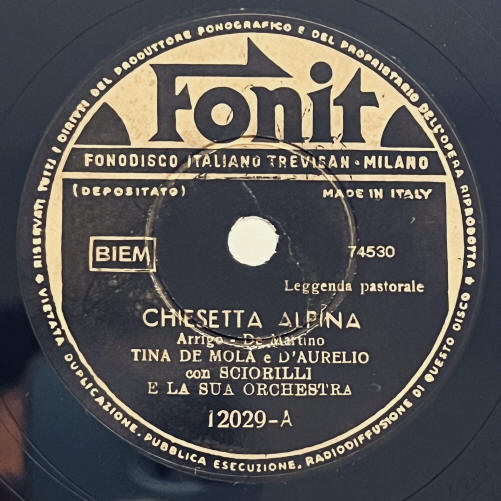 RISERVATI TUTTI I DIRITTI DEL PRODUTTORE FONOGRAFICO E DEL PROPRIETARIO DELL'OPERA RIPRODOTTA ★
Fonit
FONODISCO ITALIANO TREVISAN • MILANO
(DEPOSITATO) MADE IN ITALY
BIEM 74530
Leggenda pastorale
CHIESETTA ALPINA
Arrigo - De Martino
TINA DE MOLA e D'AURELIO
con SCIORILLI
E LA SUA ORCHESTRA
12029-A
★ VIETATA DUPLICAZIONE, PUBBLICA ESECUZIONE, RADIODIFFUSIONE DI QUESTO DISCO ★